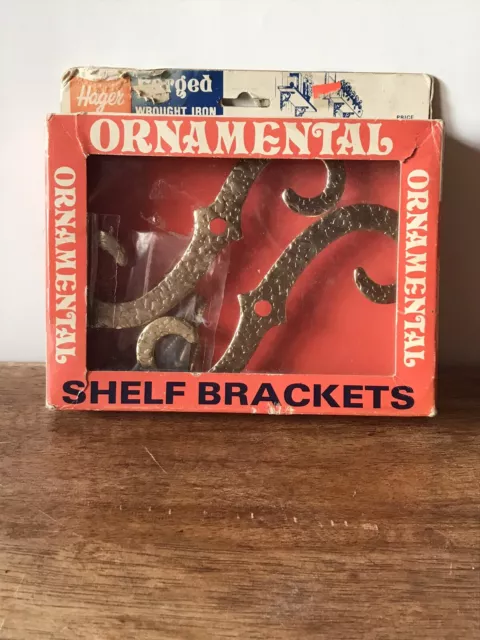 Hager
Forged
WROUGHT IRON
PRICE
ORNAMENTAL
ORNAMENTAL
ORNAMENTAL
SHELF BRACKETS